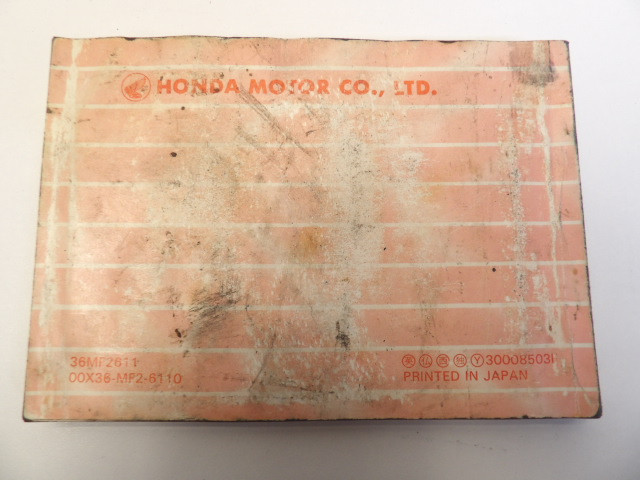 HONDA MOTOR CO., LTD.
36MF2611
00X36-MF2-6110
Ⓨ30008503I
PRINTED IN JAPAN